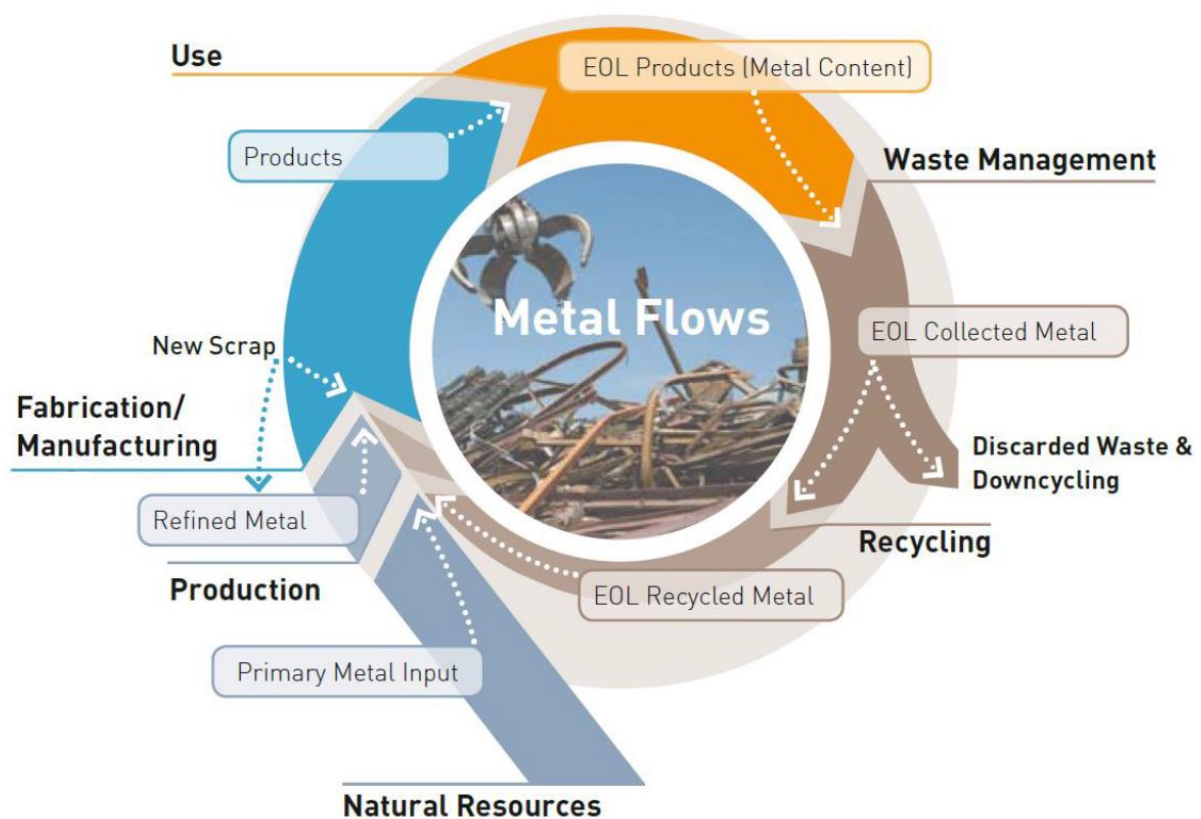 Use
EOL Products (Metal Content)
Products
Waste Management
Metal Flows
New Scrap
EOL Collected Metal
Fabrication/
Manufacturing
Discarded Waste &
Downcycling
Refined Metal
Recycling
Production
EOL Recycled Metal
Primary Metal Input
Natural Resources